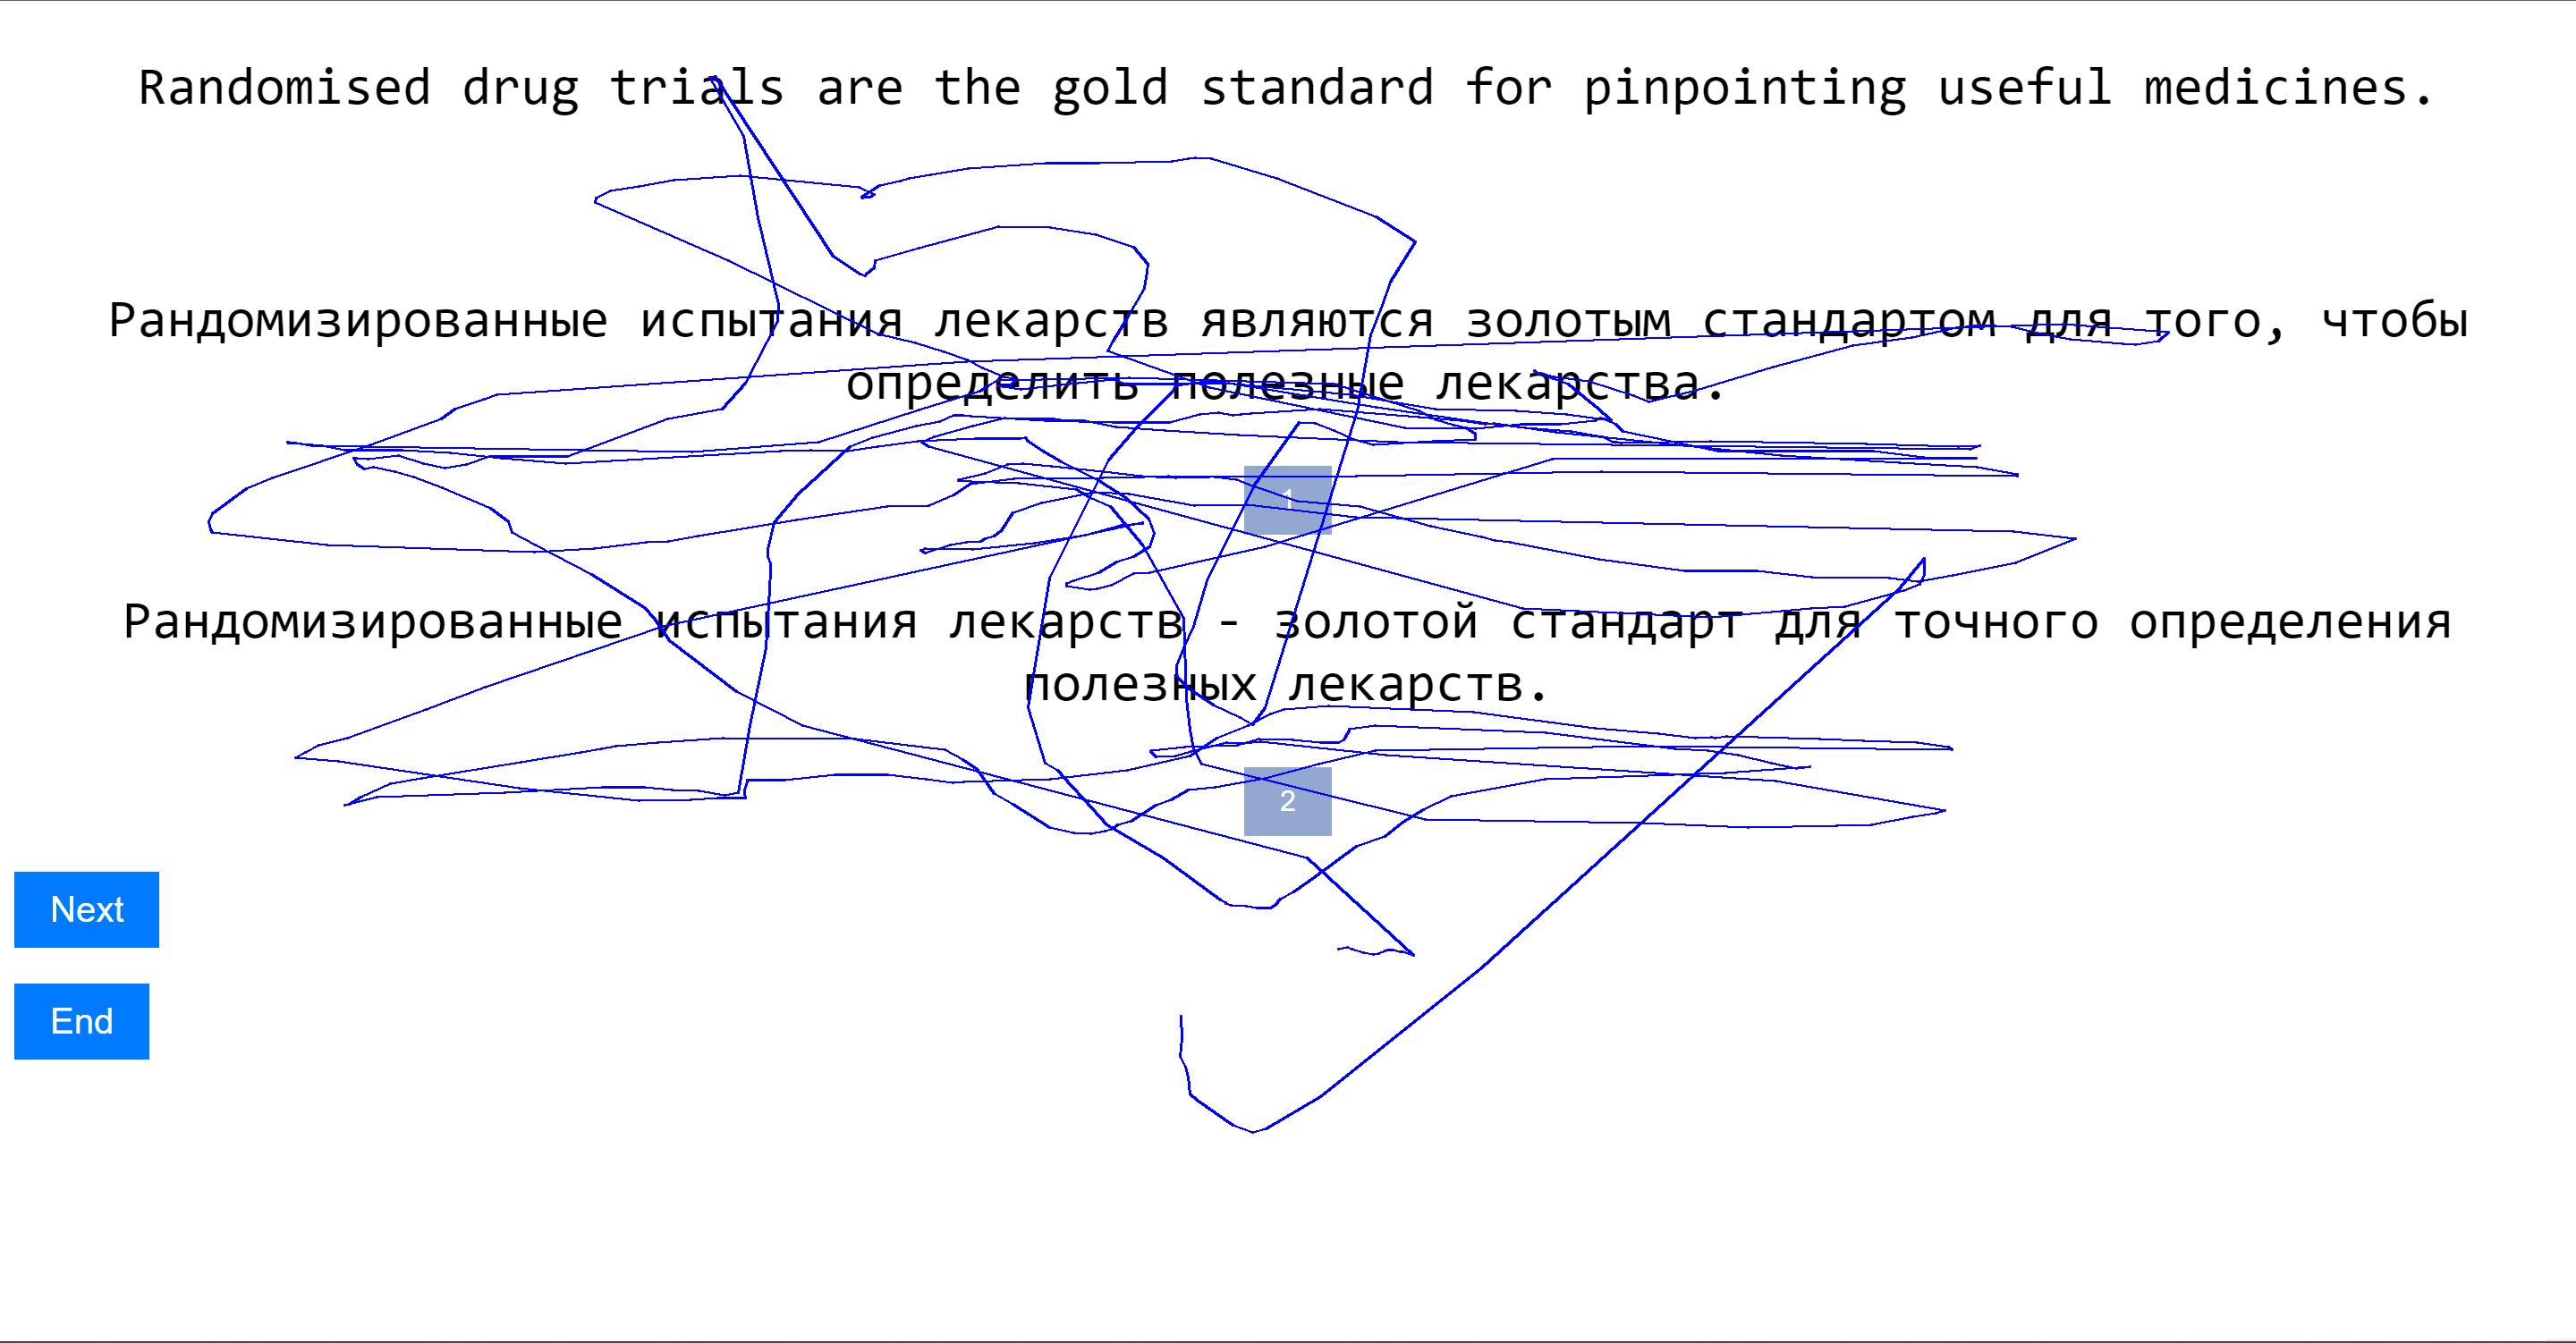 Randomised drug trials are the gold standard for pinpointing useful medicines.
Рандомизированные испытания лекарств являются золотым стандартом для того, чтобы
определить полезные лекарства.
1
Рандомизированные испытания лекарств - золотой стандарт для точного определения
полезных лекарств.
2
Next
End